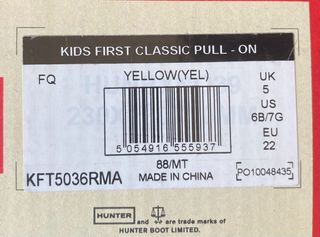 KIDS FIRST CLASSIC PULL - ON
FQ
YELLOW(YEL)
UK
5
US
6B/7G
EU
22
5 054916 555937
88/MT
MADE IN CHINA
KFT5036RMA
PO10048435
HUNTER and are trade marks of
HUNTER BOOT LIMITED.